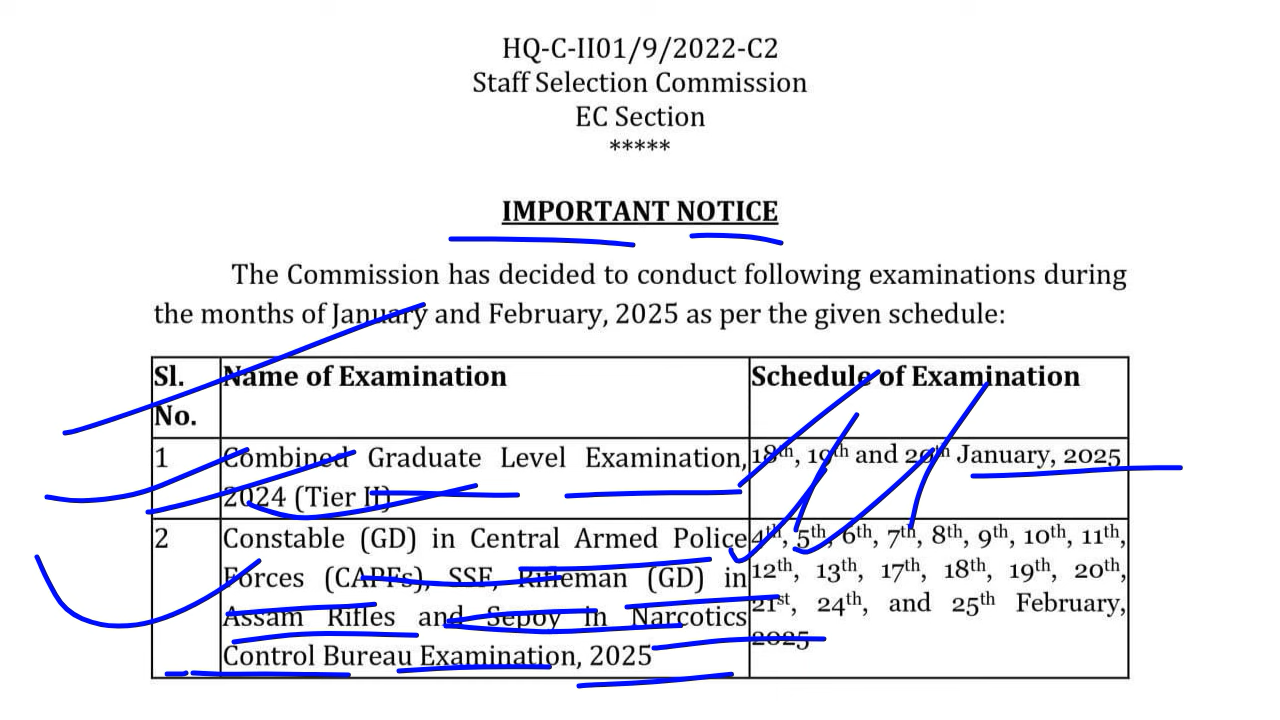 HQ-C-II01/9/2022-C2
Staff Selection Commission
EC Section
*****
IMPORTANT NOTICE
The Commission has decided to conduct following examinations during
the months of January and February, 2025 as per the given schedule:
Sl. No.
Name of Examination
Schedule of Examination
1
Combined Graduate Level Examination,
2024 (Tier II)
18th, 19th and 20th January, 2025
2
Constable (GD) in Central Armed Police
Forces (CAPFs), SSF, Rifleman (GD) in
Assam Rifles and Sepoy in Narcotics
Control Bureau Examination, 2025
4th, 5th, 6th, 7th, 8th, 9th, 10th, 11th,
12th, 13th, 17th, 18th, 19th, 20th,
21st, 24th, and 25th February,
2025